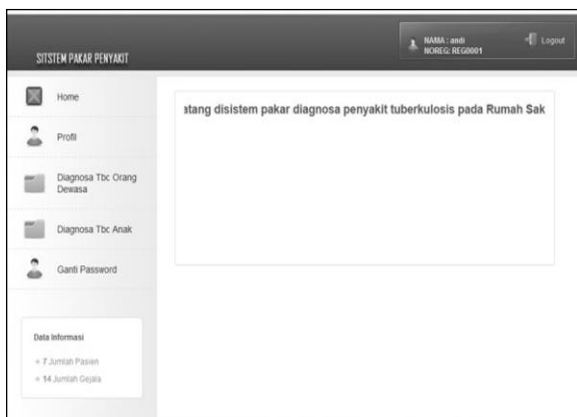 SITSTEM PAKAR PENYAKIT
NAMA : andi
NOREG: REG0001
Logout
Home
Profil
Diagnosa Tbc Orang
Dewasa
Diagnosa Tbc Anak
Ganti Password
atang disistem pakar diagnosa penyakit tuberkulosis pada Rumah Sak
Data Informasi
» 7 Jumlah Pasien
» 14 Jumlah Gejala